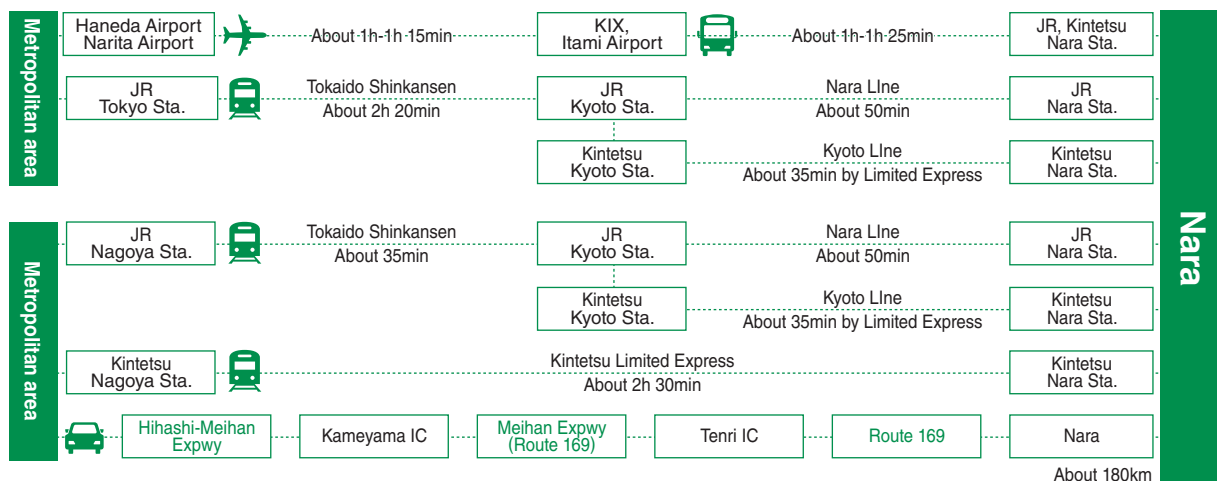 Metropolitan area
Haneda Airport
Narita Airport
About 1h-1h 15min
KIX,
Itami Airport
About 1h-1h 25min
JR, Kintetsu
Nara Sta.
JR
Tokyo Sta.
Tokaido Shinkansen
About 2h 20min
JR
Kyoto Sta.
Nara LIne
About 50min
JR
Nara Sta.
Kintetsu
Kyoto Sta.
Kyoto LIne
About 35min by Limited Express
Kintetsu
Nara Sta.
Metropolitan area
JR
Nagoya Sta.
Tokaido Shinkansen
About 35min
JR
Kyoto Sta.
Nara LIne
About 50min
JR
Nara Sta.
Kintetsu
Kyoto Sta.
Kyoto LIne
About 35min by Limited Express
Kintetsu
Nara Sta.
Kintetsu
Nagoya Sta.
Kintetsu Limited Express
About 2h 30min
Kintetsu
Nara Sta.
Hihashi-Meihan
Expwy
Kameyama IC
Meihan Expwy
(Route 169)
Tenri IC
Route 169
Nara
About 180km
Nara